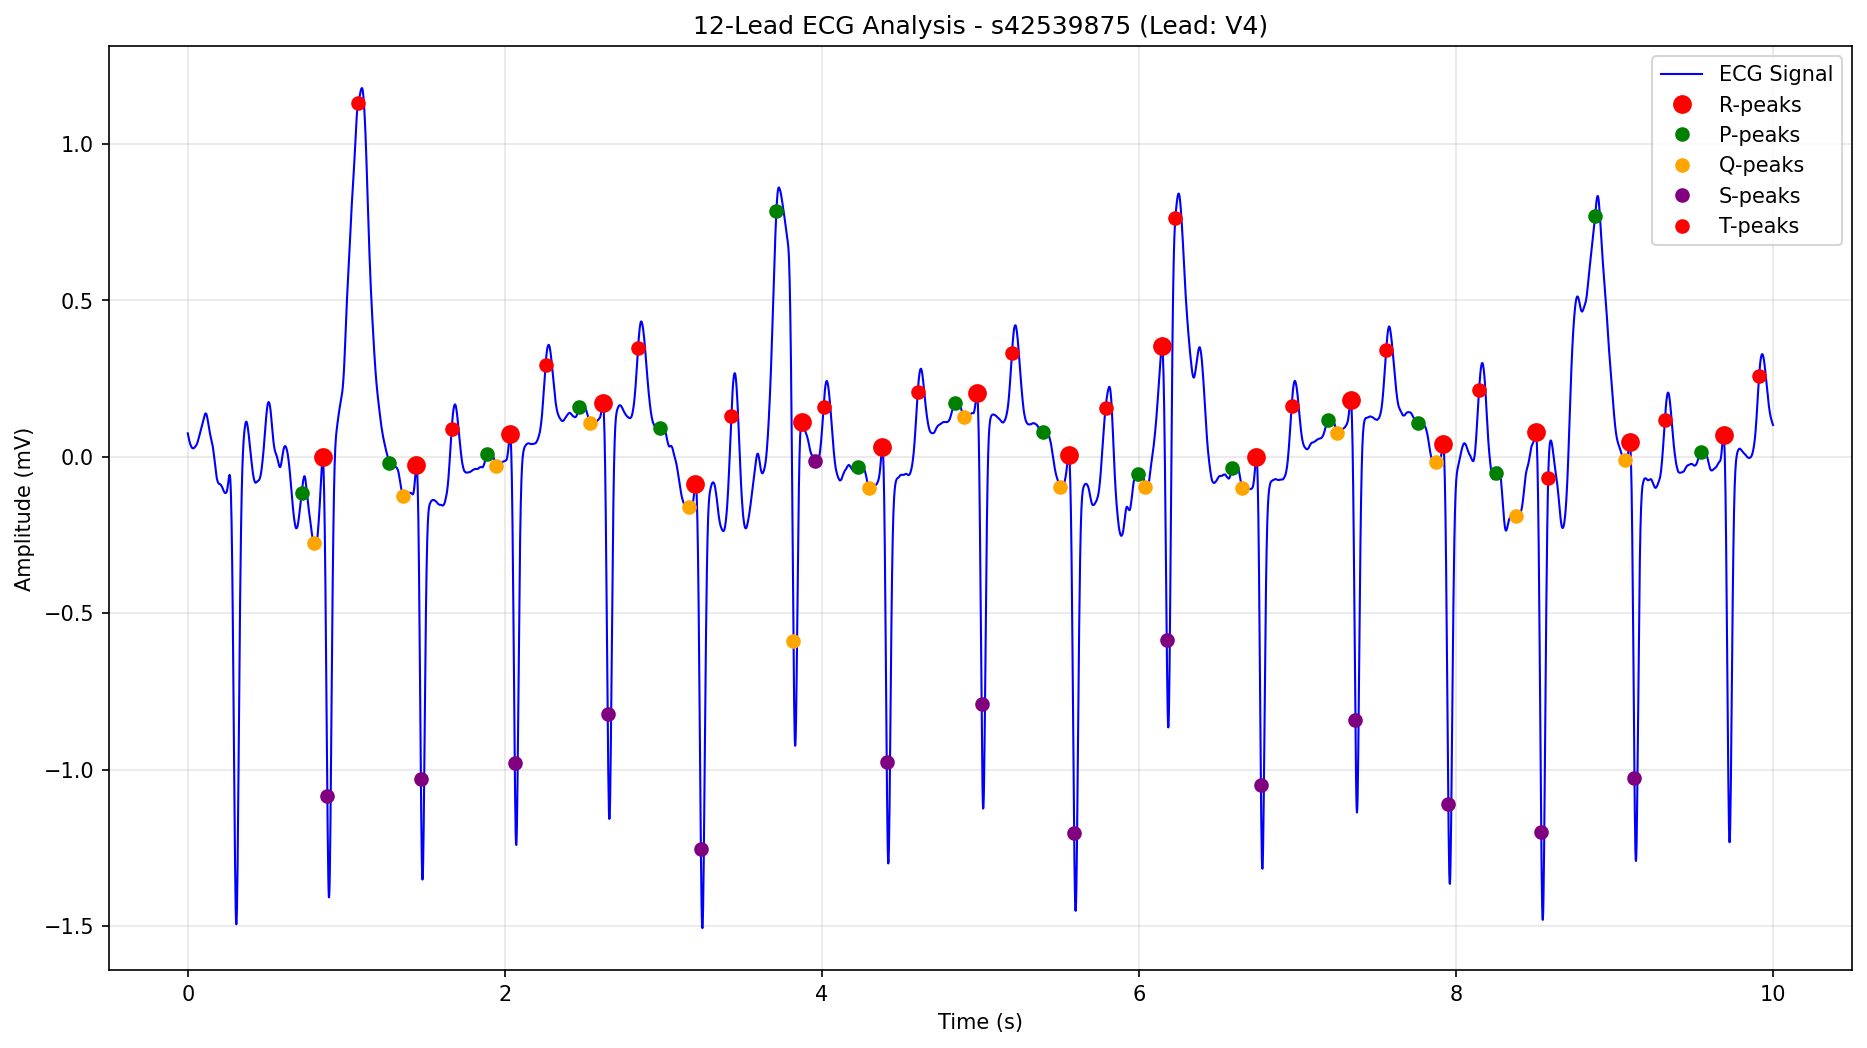 12-Lead ECG Analysis - s42539875 (Lead: V4)
ECG Signal
R-peaks
P-peaks
Q-peaks
S-peaks
T-peaks
Amplitude (mV)
1.0
0.5
0.0
−0.5
−1.0
−1.5
0 2 4 6 8 10
Time (s)